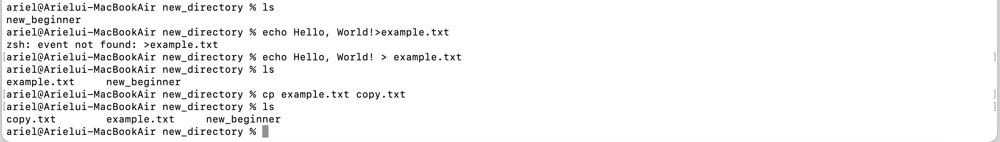 ariel@Arielui-MacBookAir new_directory % ls
new_beginner
ariel@Arielui-MacBookAir new_directory % echo Hello, World!>example.txt
zsh: event not found: >example.txt
[ariel@Arielui-MacBookAir new_directory % echo Hello, World! > example.txt ]
ariel@Arielui-MacBookAir new_directory % ls
example.txt     new_beginner
[ariel@Arielui-MacBookAir new_directory % cp example.txt copy.txt ]
[ariel@Arielui-MacBookAir new_directory % ls ]
copy.txt        example.txt     new_beginner
ariel@Arielui-MacBookAir new_directory %